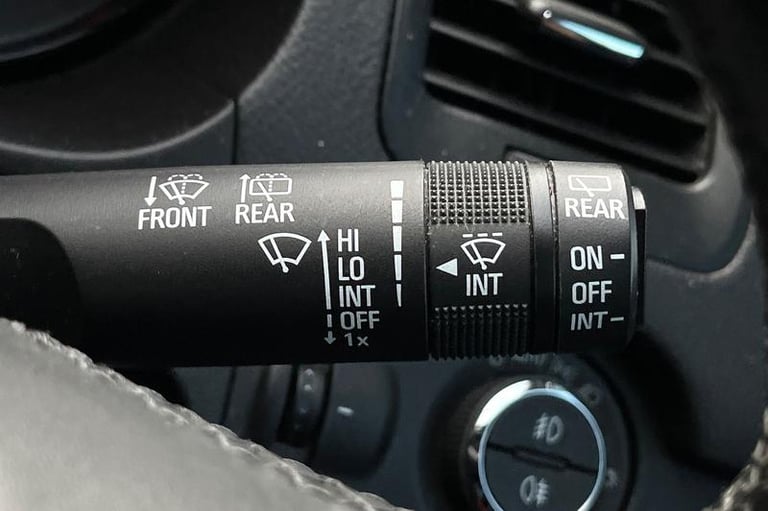 FRONT
REAR
HI
LO
INT
OFF
1x
INT
REAR
ON
OFF
INT